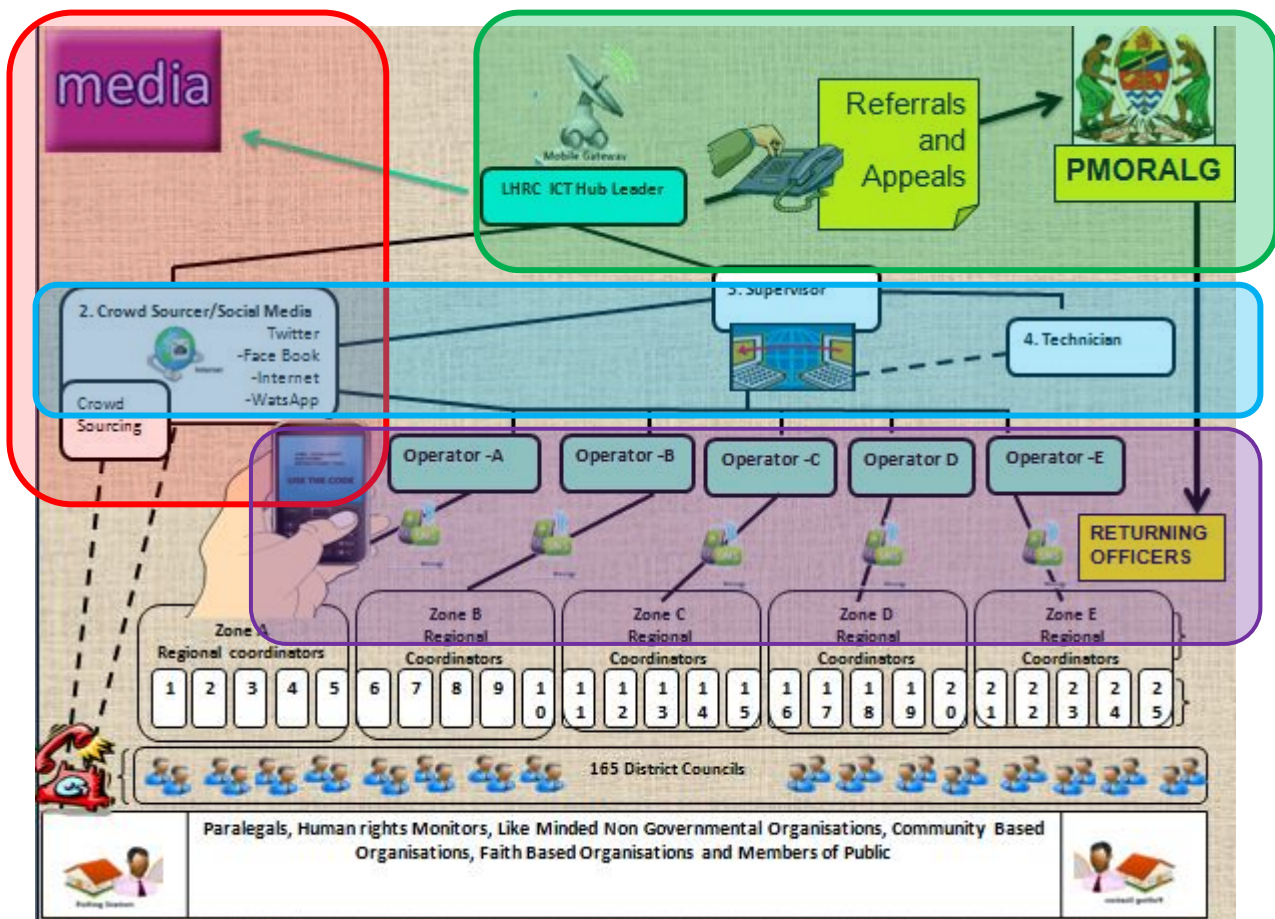 media
Mobile Gateway
LHRC ICT Hub Leader
Referrals
and
Appeals
PMORALG
2. Crowd Sourcer/Social Media
Twitter
-Face Book
-Internet
-WatsApp
Internet
Crowd
Sourcing
3. Supervisor
4. Technician
USE THE CODE
Operator -A
Operator -B
Operator -C
Operator D
Operator -E
RETURNING
OFFICERS
Zone A
Regional coordinators
Zone B
Regional
Coordinators
Zone C
Regional
Coordinators
Zone D
Regional
Coordinators
Zone E
Regional
Coordinators
1 2 3 4 5 6 7 8 9 10 11 12 13 14 15 16 17 18 19 20 21 22 23 24 25
165 District Councils
Paralegals, Human rights Monitors, Like Minded Non Governmental Organisations, Community Based
Organisations, Faith Based Organisations and Members of Public
Polling Station